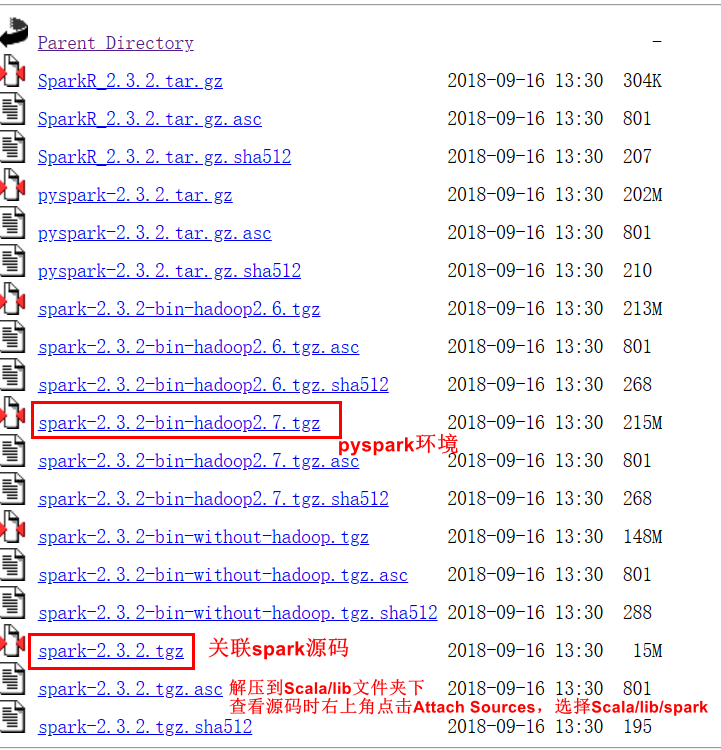 Parent Directory -
SparkR_2.3.2.tar.gz 2018-09-16 13:30 304K
SparkR_2.3.2.tar.gz.asc 2018-09-16 13:30 801
SparkR_2.3.2.tar.gz.sha512 2018-09-16 13:30 207
pyspark-2.3.2.tar.gz 2018-09-16 13:30 202M
pyspark-2.3.2.tar.gz.asc 2018-09-16 13:30 801
pyspark-2.3.2.tar.gz.sha512 2018-09-16 13:30 210
spark-2.3.2-bin-hadoop2.6.tgz 2018-09-16 13:30 213M
spark-2.3.2-bin-hadoop2.6.tgz.asc 2018-09-16 13:30 801
spark-2.3.2-bin-hadoop2.6.tgz.sha512 2018-09-16 13:30 268
spark-2.3.2-bin-hadoop2.7.tgz 2018-09-16 13:30 215M
pyspark环境
spark-2.3.2-bin-hadoop2.7.tgz.asc 2018-09-16 13:30 801
spark-2.3.2-bin-hadoop2.7.tgz.sha512 2018-09-16 13:30 268
spark-2.3.2-bin-without-hadoop.tgz 2018-09-16 13:30 148M
spark-2.3.2-bin-without-hadoop.tgz.asc 2018-09-16 13:30 801
spark-2.3.2-bin-without-hadoop.tgz.sha512 2018-09-16 13:30 288
spark-2.3.2.tgz 关联spark源码 2018-09-16 13:30 15M
spark-2.3.2.tgz.asc 解压到Scala/lib文件夹下 2018-09-16 13:30 801
查看源码时右上角点击Attach Sources，选择Scala/lib/spark
spark-2.3.2.tgz.sha512 2018-09-16 13:30 195